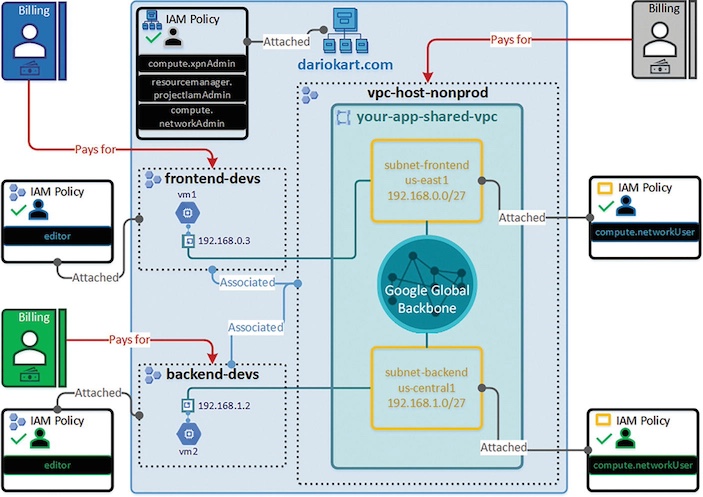 Billing
IAM Policy
compute.xpnAdmin
resourcemanager.
projectIamAdmin
compute.
networkAdmin
Attached
dariokart.com
Pays for
Billing
vpc-host-nonprod
your-app-shared-vpc
Pays for
frontend-devs
vm1
192.168.0.3
subnet-frontend
us-east1
192.168.0.0/27
IAM Policy
editor
Attached
Attached
IAM Policy
compute.networkUser
Associated
Google Global
Backbone
Associated
Billing
Pays for
backend-devs
192.168.1.2
vm2
subnet-backend
us-central1
192.168.1.0/27
Attached
IAM Policy
editor
Attached
IAM Policy
compute.networkUser